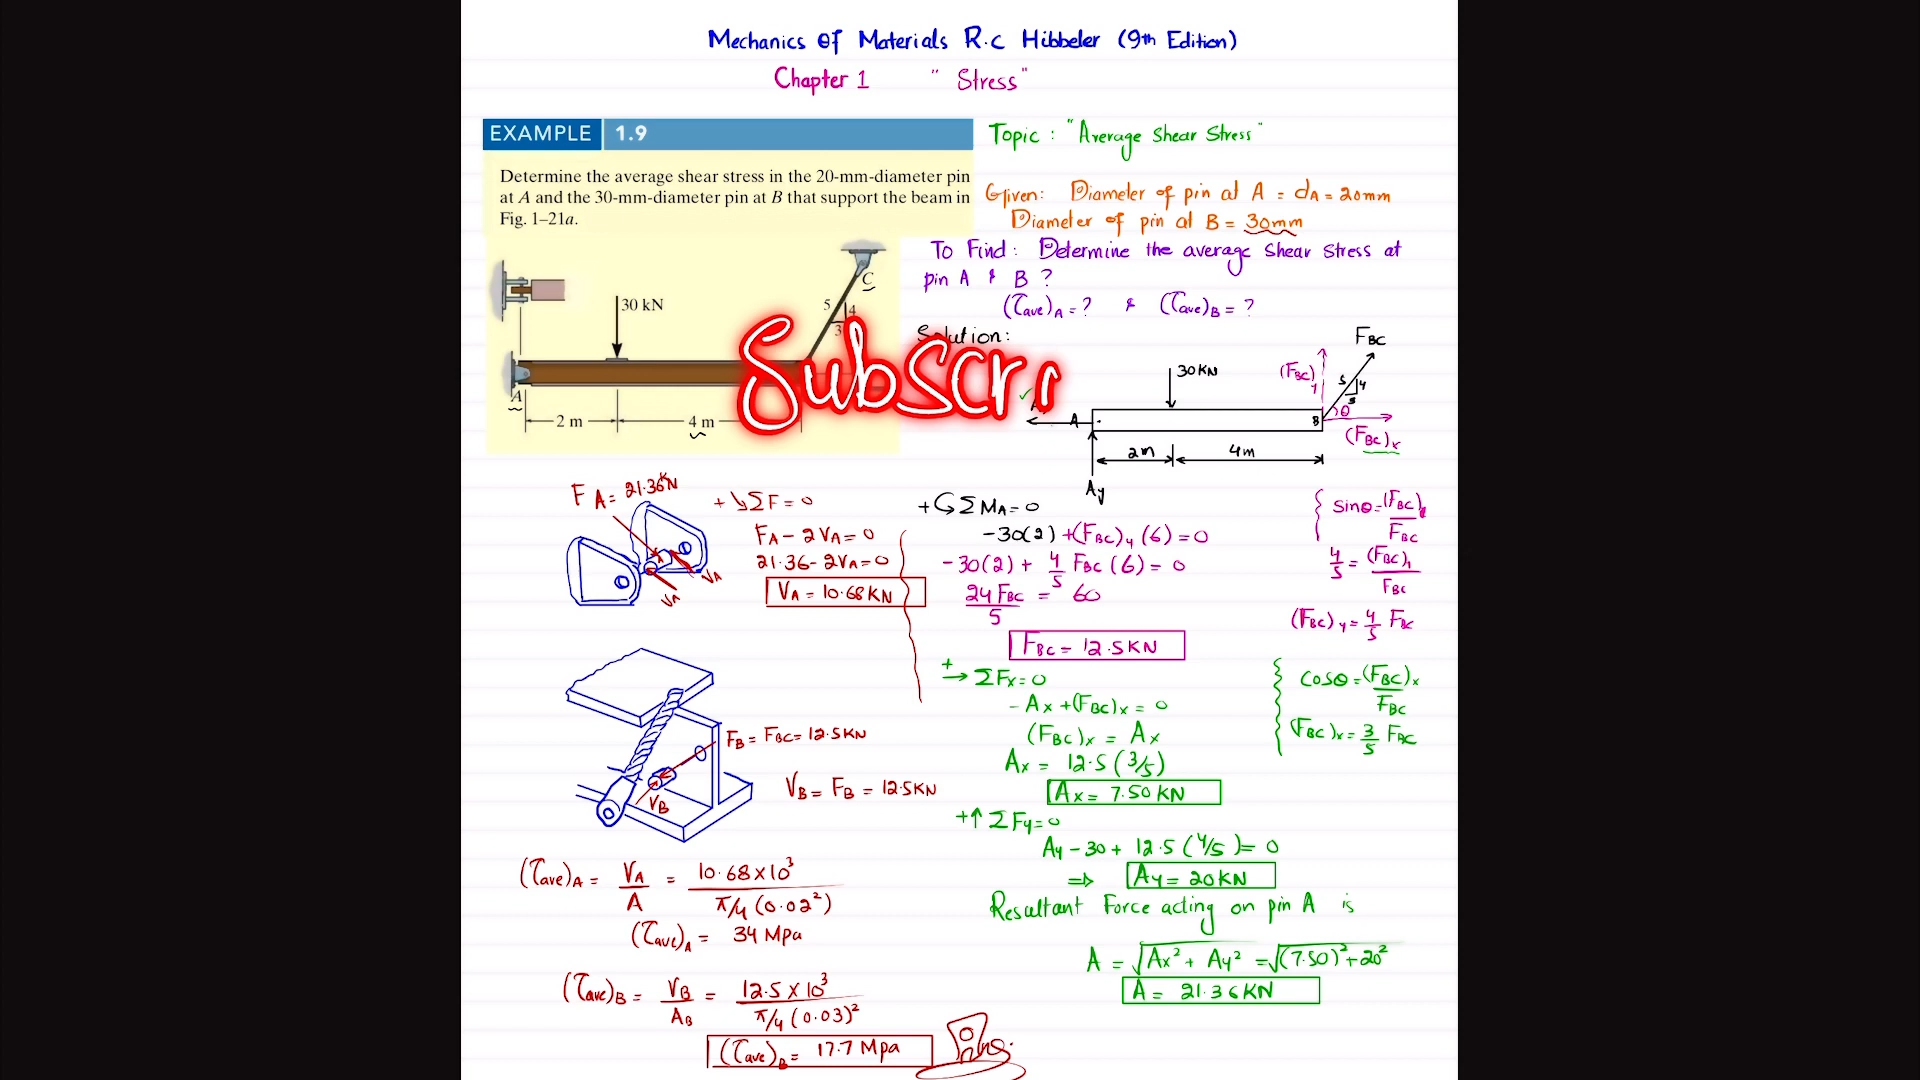 Mechanics Of Materials R.c Hibbeler (9th Edition)
Chapter 1 "Stress"
EXAMPLE 1.9
Topic : "Average Shear Stress"
Determine the average shear stress in the 20-mm-diameter pin
at A and the 30-mm-diameter pin at B that support the beam in
Fig. 1–21a.
Given: Diameter of pin at A = dA = 20mm
Diameter of pin at B = 30mm
To Find: Determine the average shear stress at
pin A & B ?
(τave)A = ? & (τave)B = ?
Solution:
30 kN
C
5
4
3
A
2 m
4 m
Subscri
FBC
30KN
(FBC)y
5
4
3
θ
A
B
(FBC)x
2m
4m
Ay
FA = 21.36KN
VA
VA
+↘ΣF=0
FA - 2VA = 0
21.36 - 2VA = 0
VA = 10.68KN
+↺ΣMA=0
-30(2) + (FBC)y (6) = 0
-30(2) + 4/5 FBC (6) = 0
24FBC/5 = 60
FBC = 12.5KN
Sinθ = (FBC)y/FBC
4/5 = (FBC)y/FBC
(FBC)y = 4/5 FBC
+→ ΣFx=0
-Ax + (FBC)x = 0
(FBC)x = Ax
Ax = 12.5(3/5)
Ax = 7.50KN
Cosθ = (FBC)x/FBC
(FBC)x = 3/5 FBC
FB = FBC = 12.5KN
VB
VB = FB = 12.5KN
+↑ ΣFy=0
Ay - 30 + 12.5(4/5) = 0
⇒ Ay = 20KN
Resultant Force acting on pin A is
A = √Ax² + Ay² = √(7.50)² + 20²
A = 21.36KN
(τave)A = VA/A = 10.68×10³/π/4 (0.02²)
(τave)A = 34 Mpa
(τave)B = VB/AB = 12.5×10³/π/4 (0.03)²
(τave)B = 17.7 Mpa